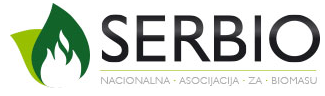 SERBIO
NACIONALNA · ASOCIJACIJA · ZA · BIOMASU